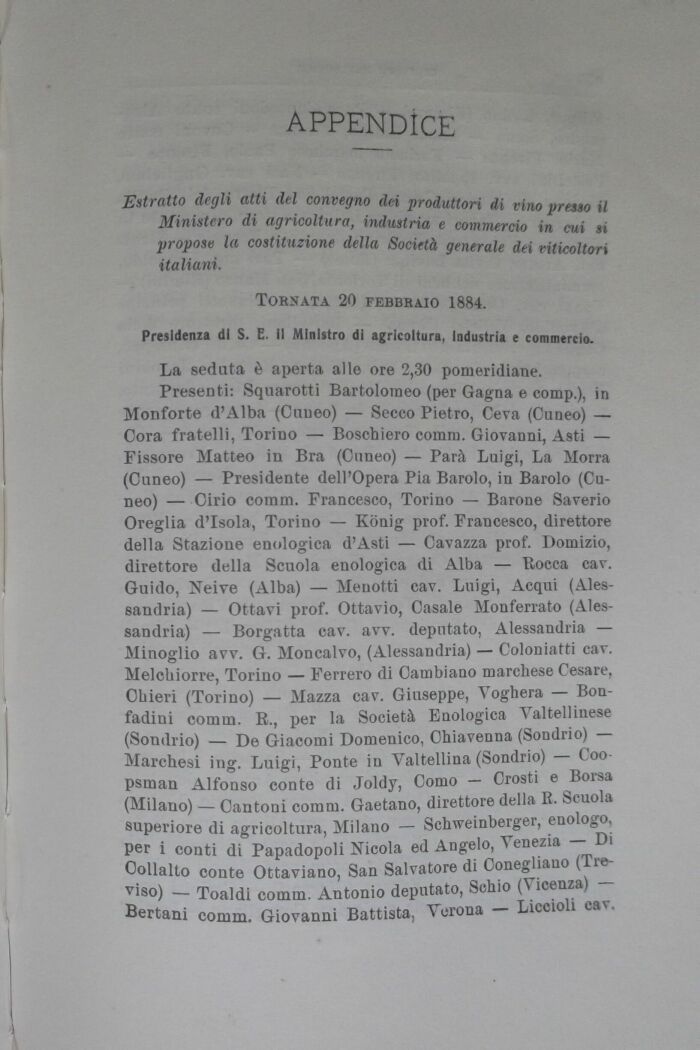 APPENDICE
Estratto degli atti del convegno dei produttori di vino presso il
Ministero di agricoltura, industria e commercio in cui si
propose la costituzione della Società generale dei viticoltori
italiani.
TORNATA 20 FEBBRAIO 1884.
Presidenza di S. E. il Ministro di agricoltura, industria e commercio.
La seduta è aperta alle ore 2,30 pomeridiane.
Presenti: Squarotti Bartolomeo (per Gagna e comp.), in
Monforte d'Alba (Cuneo) — Secco Pietro, Ceva (Cuneo) —
Cora fratelli, Torino — Boschiero comm. Giovanni, Asti —
Fissore Matteo in Bra (Cuneo) — Parà Luigi, La Morra
(Cuneo) — Presidente dell'Opera Pia Barolo, in Barolo (Cu-
neo) — Cirio comm. Francesco, Torino — Barone Saverio
Oreglia d'Isola, Torino — König prof. Francesco, direttore
della Stazione enologica d'Asti — Cavazza prof. Domizio,
direttore della Scuola enologica di Alba — Rocca cav.
Guido, Neive (Alba) — Menotti cav. Luigi, Acqui (Ales-
sandria) — Ottavi prof. Ottavio, Casale Monferrato (Ales-
sandria) — Borgatta cav. avv. deputato, Alessandria —
Minoglio avv. G. Moncalvo, (Alessandria) — Coloniatti cav.
Melchiorre, Torino — Ferrero di Cambiano marchese Cesare,
Chieri (Torino) — Mazza cav. Giuseppe, Voghera — Bon-
fadini comm. R., per la Società Enologica Valtellinese
(Sondrio) — De Giacomi Domenico, Chiavenna (Sondrio) —
Marchesi ing. Luigi, Ponte in Valtellina (Sondrio) — Coo-
psman Alfonso conte di Joldy, Como — Crosti e Borsa
(Milano) — Cantoni comm. Gaetano, direttore della R. Scuola
superiore di agricoltura, Milano — Schweinberger, enologo,
per i conti di Papadopoli Nicola ed Angelo, Venezia — Di
Collalto conte Ottaviano, San Salvatore di Conegliano (Tre-
viso) — Toaldi comm. Antonio deputato, Schio (Vicenza) —
Bertani comm. Giovanni Battista, Verona — Liccioli cav.